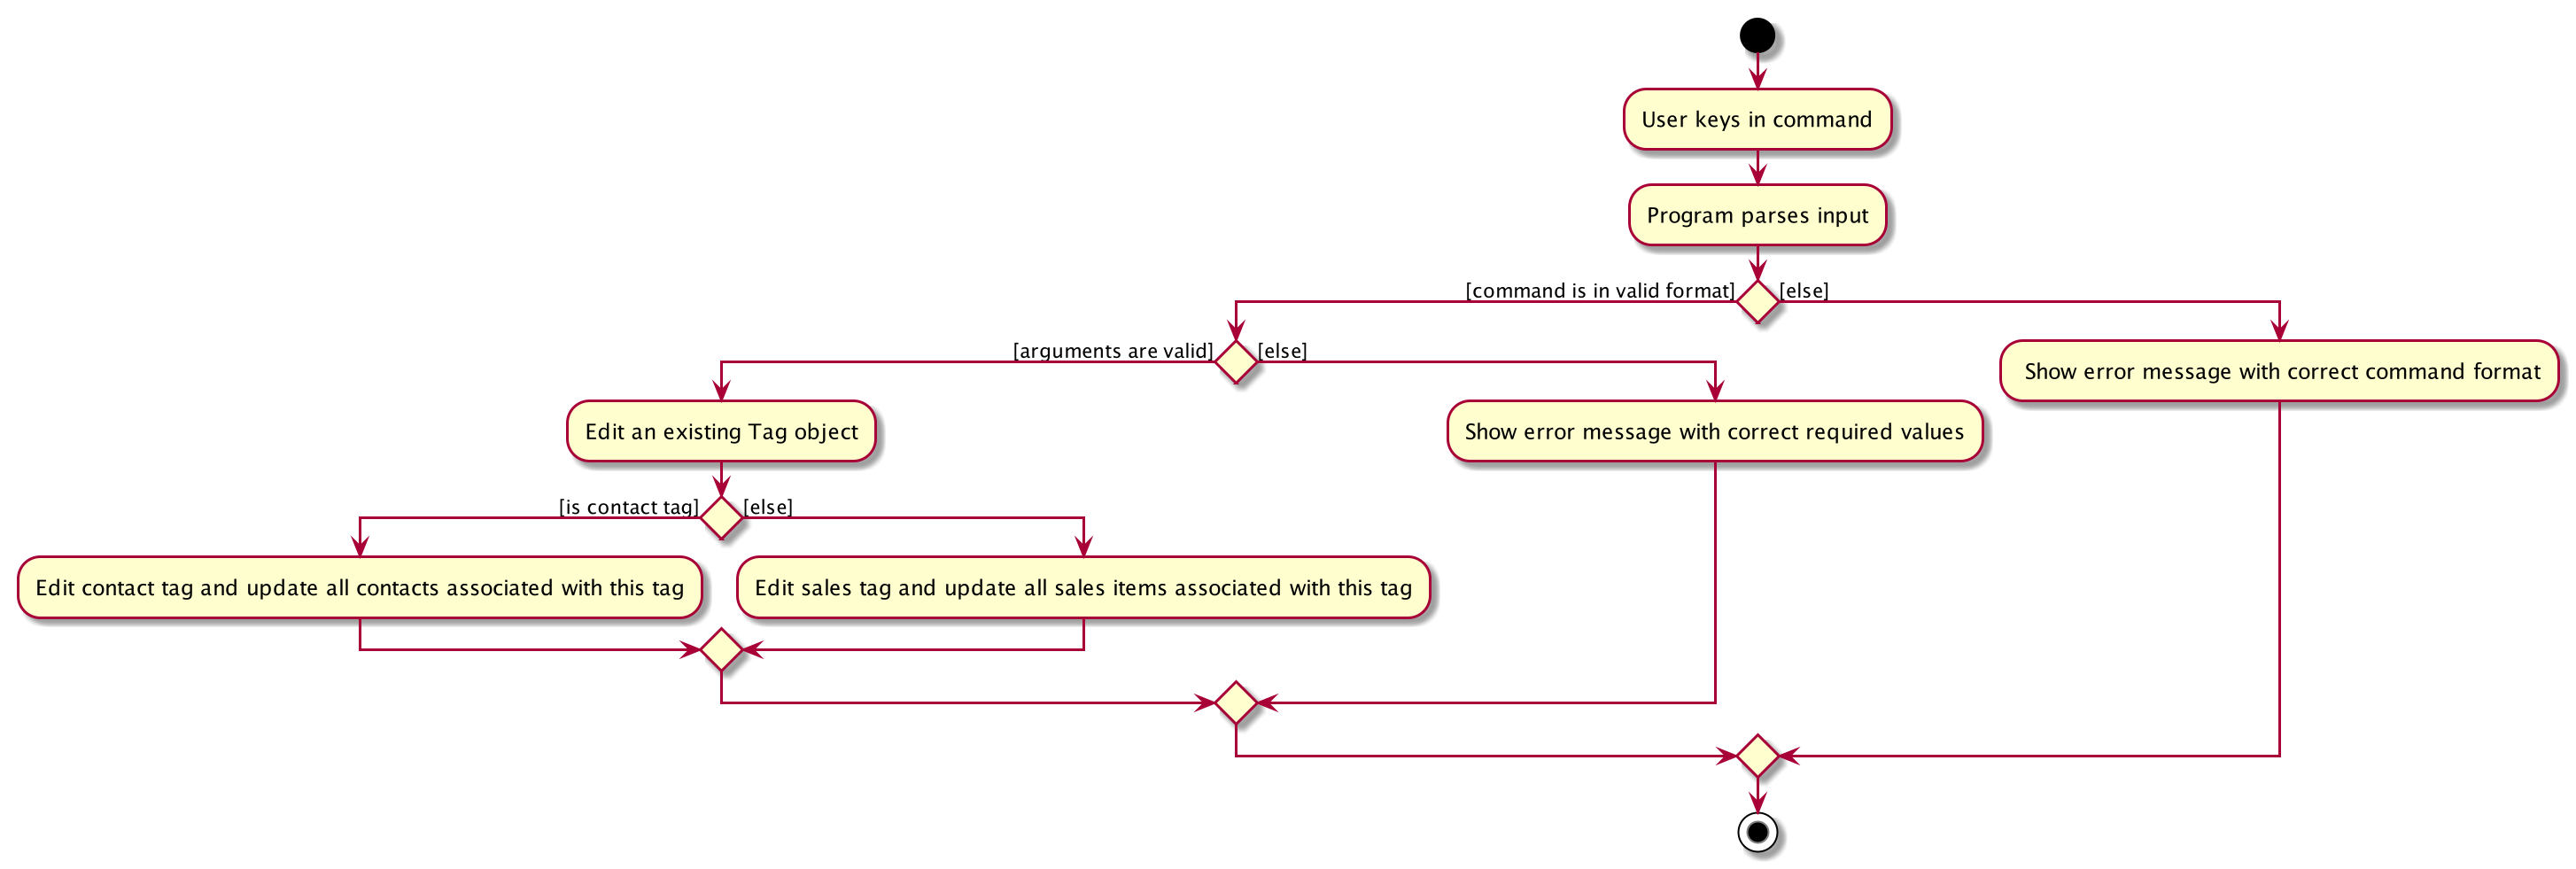 User keys in command
Program parses input
[command is in valid format]
[else]
[arguments are valid]
[else]
Show error message with correct command format
Edit an existing Tag object
Show error message with correct required values
[is contact tag]
[else]
Edit contact tag and update all contacts associated with this tag
Edit sales tag and update all sales items associated with this tag